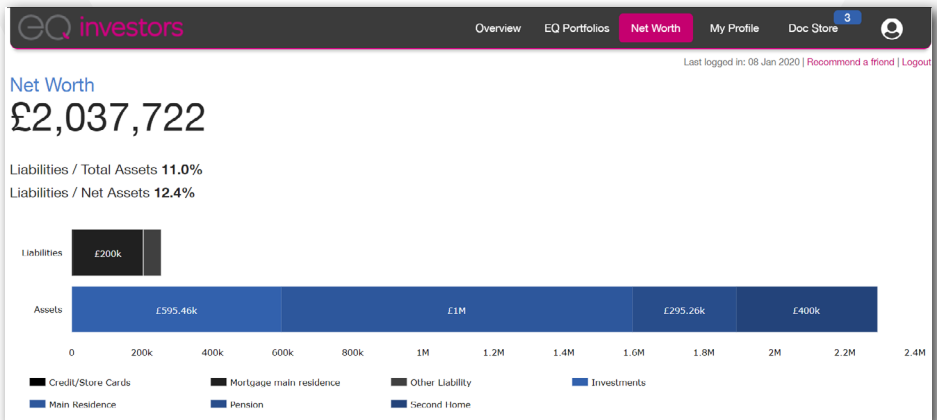 EQ investors
Overview EQ Portfolios Net Worth My Profile Doc Store 3
Last logged in: 08 Jan 2020 | Recommend a friend | Logout
Net Worth
£2,037,722
Liabilities / Total Assets 11.0%
Liabilities / Net Assets 12.4%
Liabilities £200k
Assets £595.46k £1M £295.26k £400k
0 200k 400k 600k 800k 1M 1.2M 1.4M 1.6M 1.8M 2M 2.2M 2.4M
Credit/Store Cards Mortgage main residence Other Liability Investments
Main Residence Pension Second Home